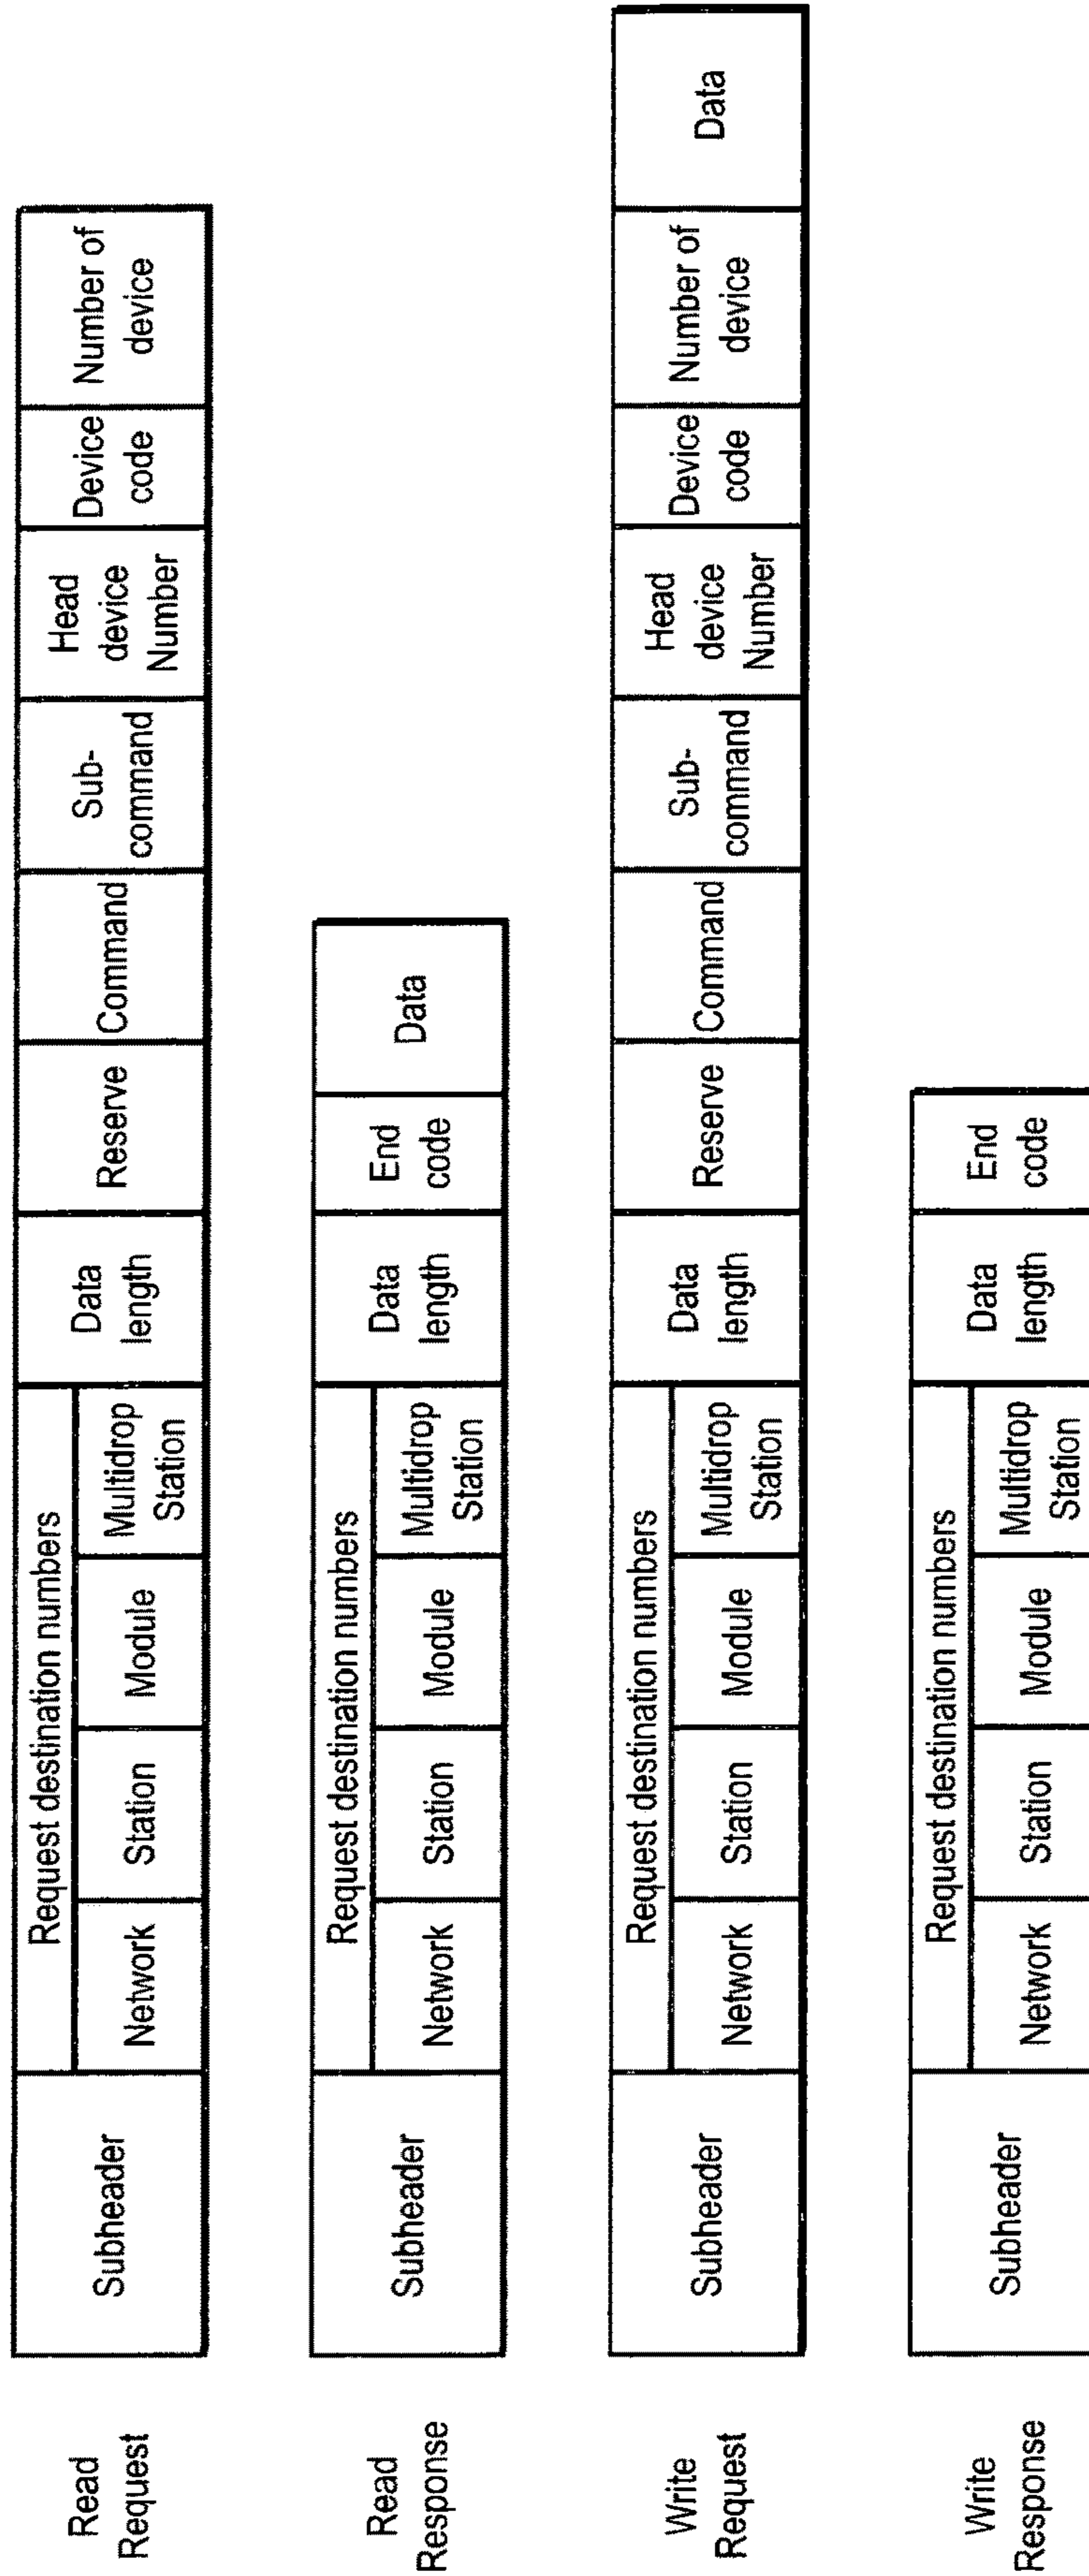 Read
Request
Subheader
Request destination numbers
Network
Station
Module
Multidrop
Station
Data
length
Reserve
Command
Sub-
command
Head
device
Number
Device
code
Number of
device
Read
Response
Subheader
Request destination numbers
Network
Station
Module
Multidrop
Station
Data
length
End
code
Data
Write
Request
Subheader
Request destination numbers
Network
Station
Module
Multidrop
Station
Data
length
Reserve
Command
Sub-
command
Head
device
Number
Device
code
Number of
device
Data
Write
Response
Subheader
Request destination numbers
Network
Station
Module
Multidrop
Station
Data
length
End
code